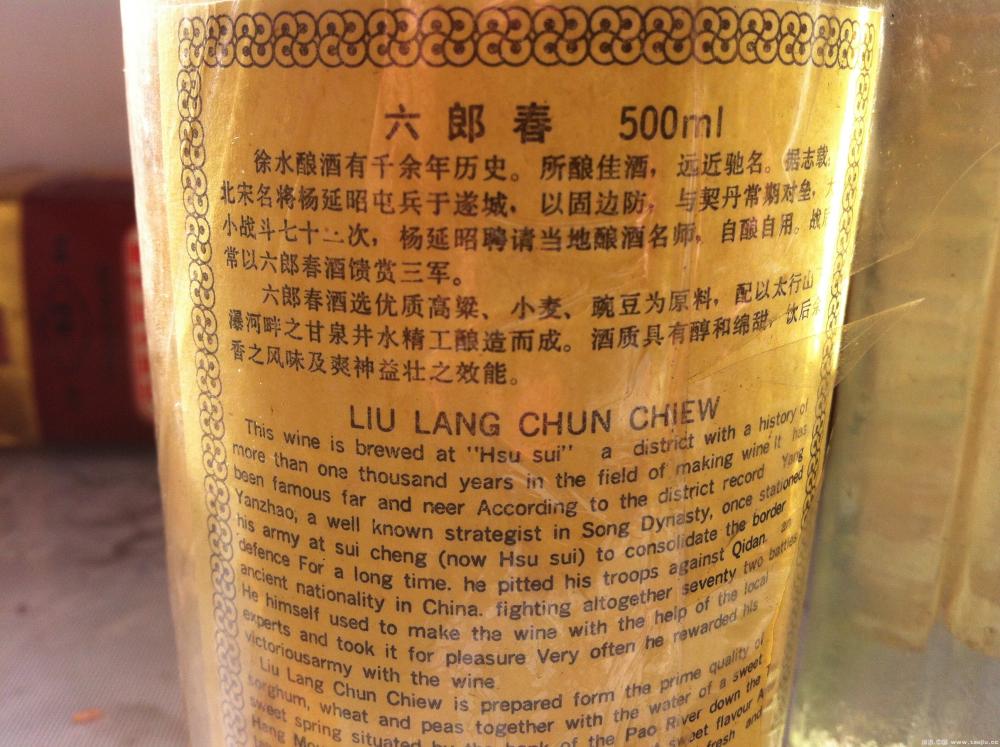 六郎春 500ml
徐水酿酒有千余年历史。所酿佳酒，远近驰名。据志载
北宋名将杨延昭屯兵于遂城，以固边防，与契丹常期对垒，大
小战斗七十二次，杨延昭聘请当地酿酒名师，自酿自用。战后
常以六郎春酒馈赏三军。
六郎春酒选优质高粱、小麦、豌豆为原料，配以太行山
瀑河畔之甘泉井水精工酿造而成。酒质具有醇和绵甜，饮后余
香之风味及爽神益壮之效能。
LIU LANG CHUN CHIEW
This wine is brewed at "Hsu sui" a district with a history of
more than one thousand years in the field of making wine it has
been famous far and neer According to the district record Yang
Yanzhao, a well known strategist in Song Dynasty, once stationed
his army at sui cheng (now Hsu sui) to consolidate the border
defence For a long time. he pitted his troops against Qidan. an
ancient nationality in China. fighting altogether seventy two battles
He himself used to make the wine with the help of the local
experts and took it for pleasure Very often he rewarded his
victoriousarmy with the wine
Liu Lang Chun Chiew is prepared form the prime quality of
sorghum, wheat and peas together with the water of a sweet
sweet spring situated by the bank of the Pao River down the
Hang sweet flavour
fresh and
www.taojiu.cc